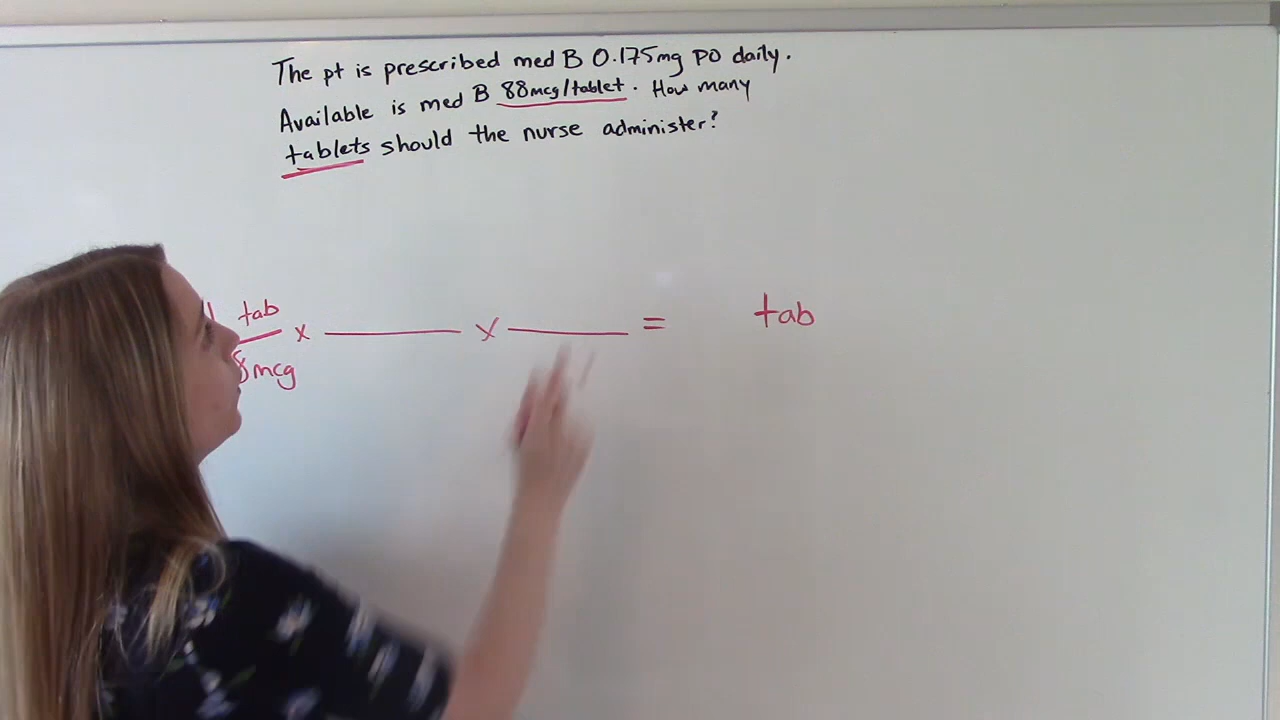 The pt is prescribed med B 0.175mg PO daily.
Available is med B 88mcg/tablet. How many
tablets should the nurse administer?
tab
x x = tab
mcg